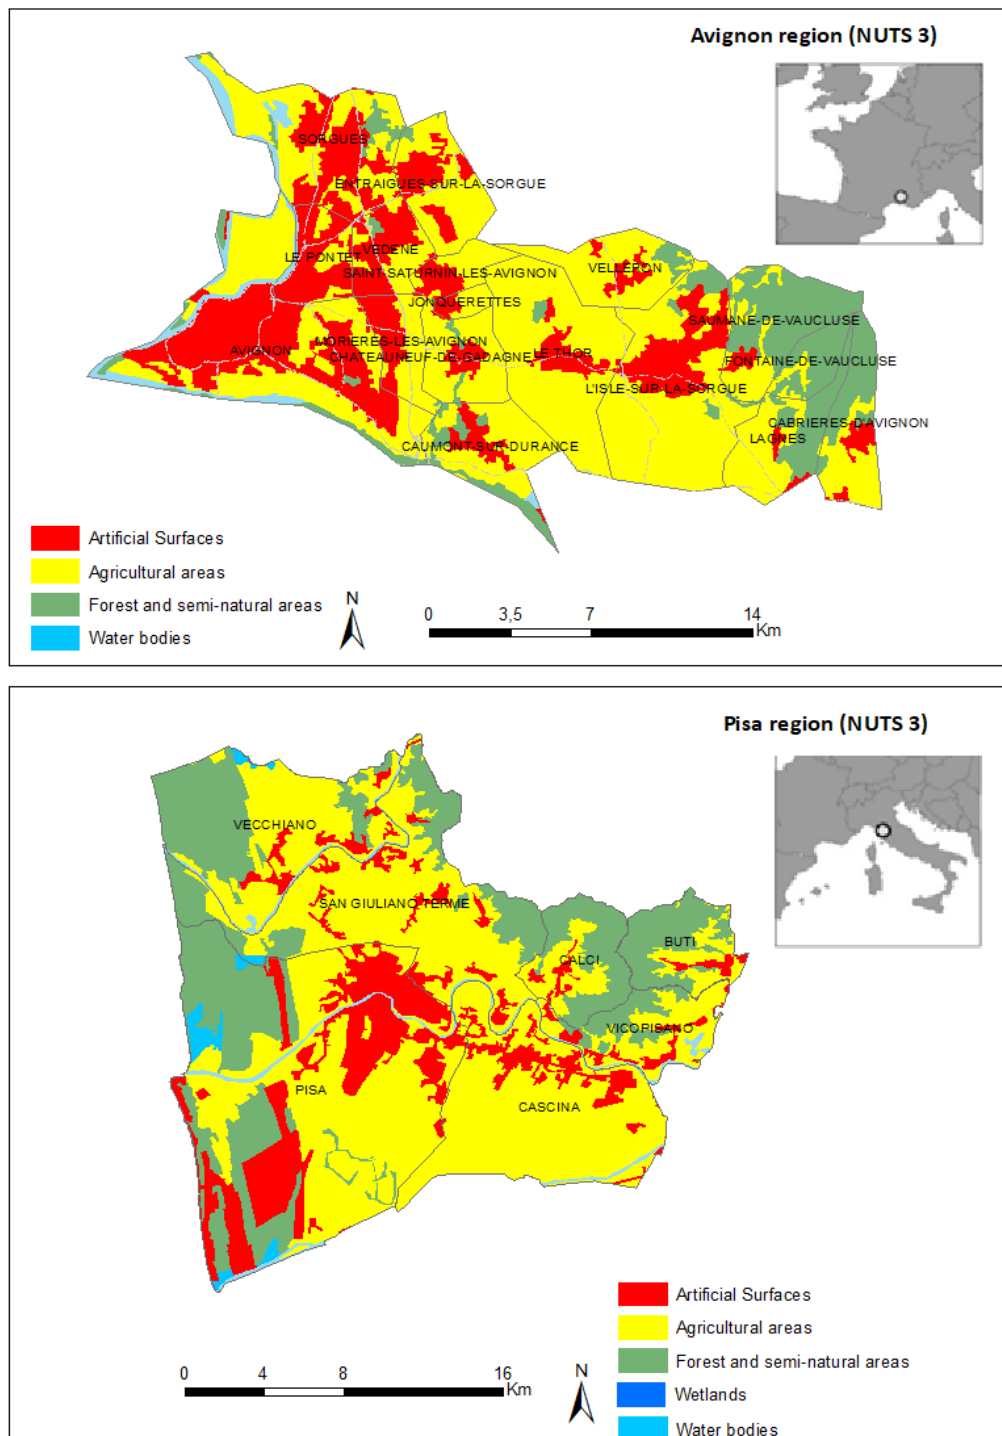 Avignon region (NUTS 3)
SORGUES
ENTRAIGUES-SUR-LA-SORGUE
VEDENE
LE PONTET
SAINT-SATURNIN-LES-AVIGNON
VELLERON
JONQUERETTES
SAUMANE-DE-VAUCLUSE
MORIERES-LES-AVIGNON
AVIGNON
CHATEAUNEUF-DE-GADAGNE
LE THOR
FONTAINE-DE-VAUCLUSE
L'ISLE-SUR-LA-SORGUE
CABRIERES-D'AVIGNON
LAGNES
CAUMONT-SUR-DURANCE
Artificial Surfaces
Agricultural areas
Forest and semi-natural areas
Water bodies
N
0 3,5 7 14
Km
Pisa region (NUTS 3)
VECCHIANO
SAN GIULIANO TERME
BUTI
CALCI
VICOPISANO
PISA
CASCINA
Artificial Surfaces
Agricultural areas
Forest and semi-natural areas
Wetlands
Water bodies
0 4 8 16
Km
N